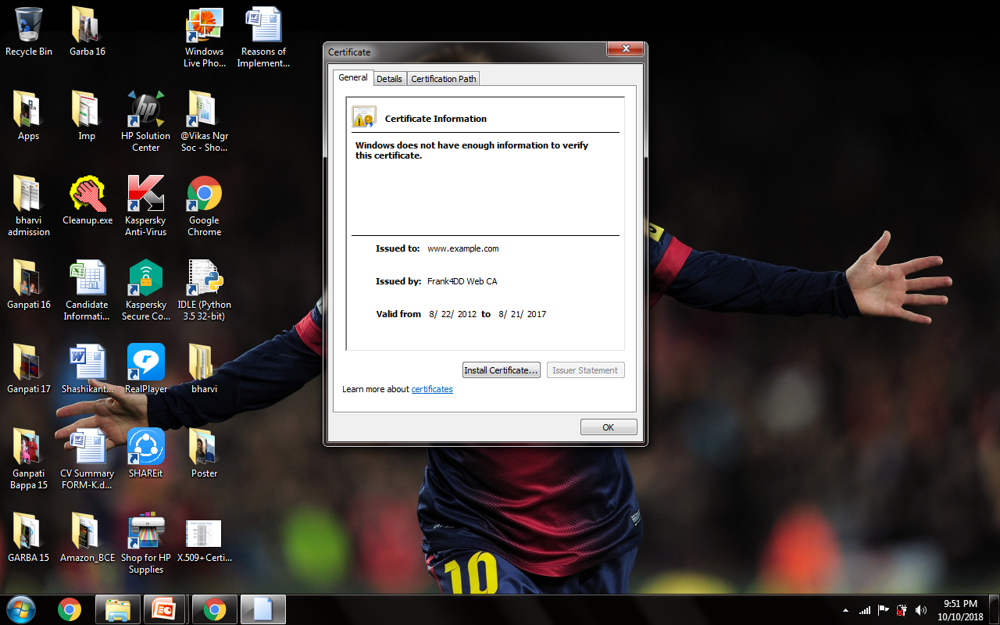 Recycle Bin
Garba 16
Windows
Live Pho...
Reasons of
Implement...
Apps
Imp
HP Solution
Center
@Vikas Ngr
Soc - Sho...
bharvi
admission
Cleanup.exe
Kaspersky
Anti-Virus
Google
Chrome
Ganpati 16
Candidate
Informati...
Kaspersky
Secure Co...
IDLE (Python
3.5 32-bit)
Ganpati 17
Shashikant...
RealPlayer
bharvi
Ganpati
Bappa 15
CV Summary
FORM-K.d...
SHAREit
Poster
GARBA 15
Amazon_BCE
Shop for HP
Supplies
X.509+Certi...
Certificate
General
Details
Certification Path
Certificate Information
Windows does not have enough information to verify
this certificate.
Issued to: www.example.com
Issued by: Frank4DD Web CA
Valid from 8/ 22/ 2012 to 8/ 21/ 2017
Install Certificate...
Issuer Statement
Learn more about certificates
OK
10
9:51 PM
10/10/2018